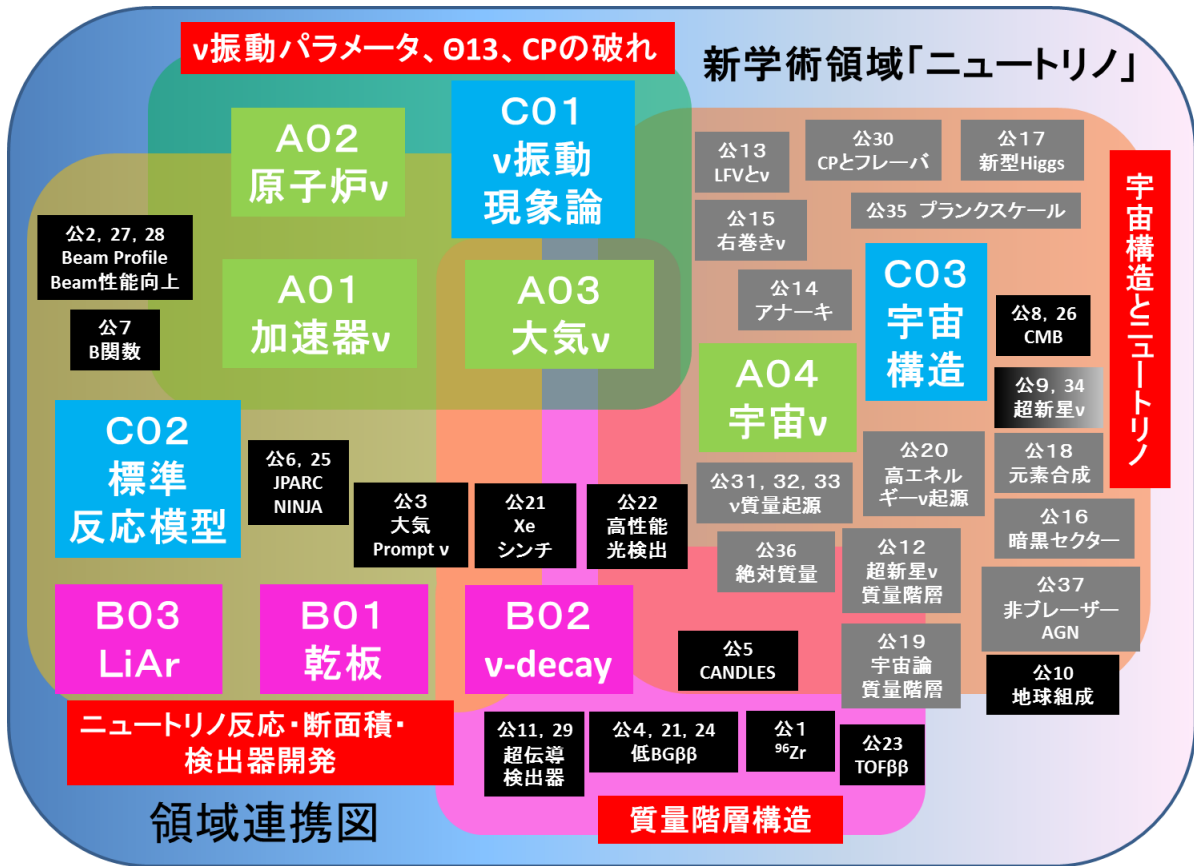 ν振動パラメータ、Θ13、CPの破れ
新学術領域「ニュートリノ」
A02
原子炉ν
C01
ν振動
現象論
公13
LFVとν
公30
CPとフレーバ
公17
新型Higgs
公15
右巻きν
公35 プランクスケール
宇宙構造とニュートリノ
公2, 27, 28
Beam Profile
Beam性能向上
A01
加速器ν
A03
大気ν
公14
アナーキ
C03
宇宙
構造
公8, 26
CMB
公7
B関数
A04
宇宙ν
公9, 34
超新星ν
C02
標準
反応模型
公6, 25
JPARC
NINJA
公3
大気
Prompt ν
公21
Xe
シンチ
公22
高性能
光検出
公31, 32, 33
ν質量起源
公20
高エネル
ギーν起源
公18
元素合成
公16
暗黒セクター
公36
絶対質量
公12
超新星ν
質量階層
公37
非ブレーザー
AGN
B03
LiAr
B01
乾板
B02
ν-decay
公5
CANDLES
公19
宇宙論
質量階層
公10
地球組成
ニュートリノ反応・断面積・
検出器開発
公11, 29
超伝導
検出器
公4, 21, 24
低BGββ
公1
⁹⁶Zr
公23
TOFββ
領域連携図
質量階層構造